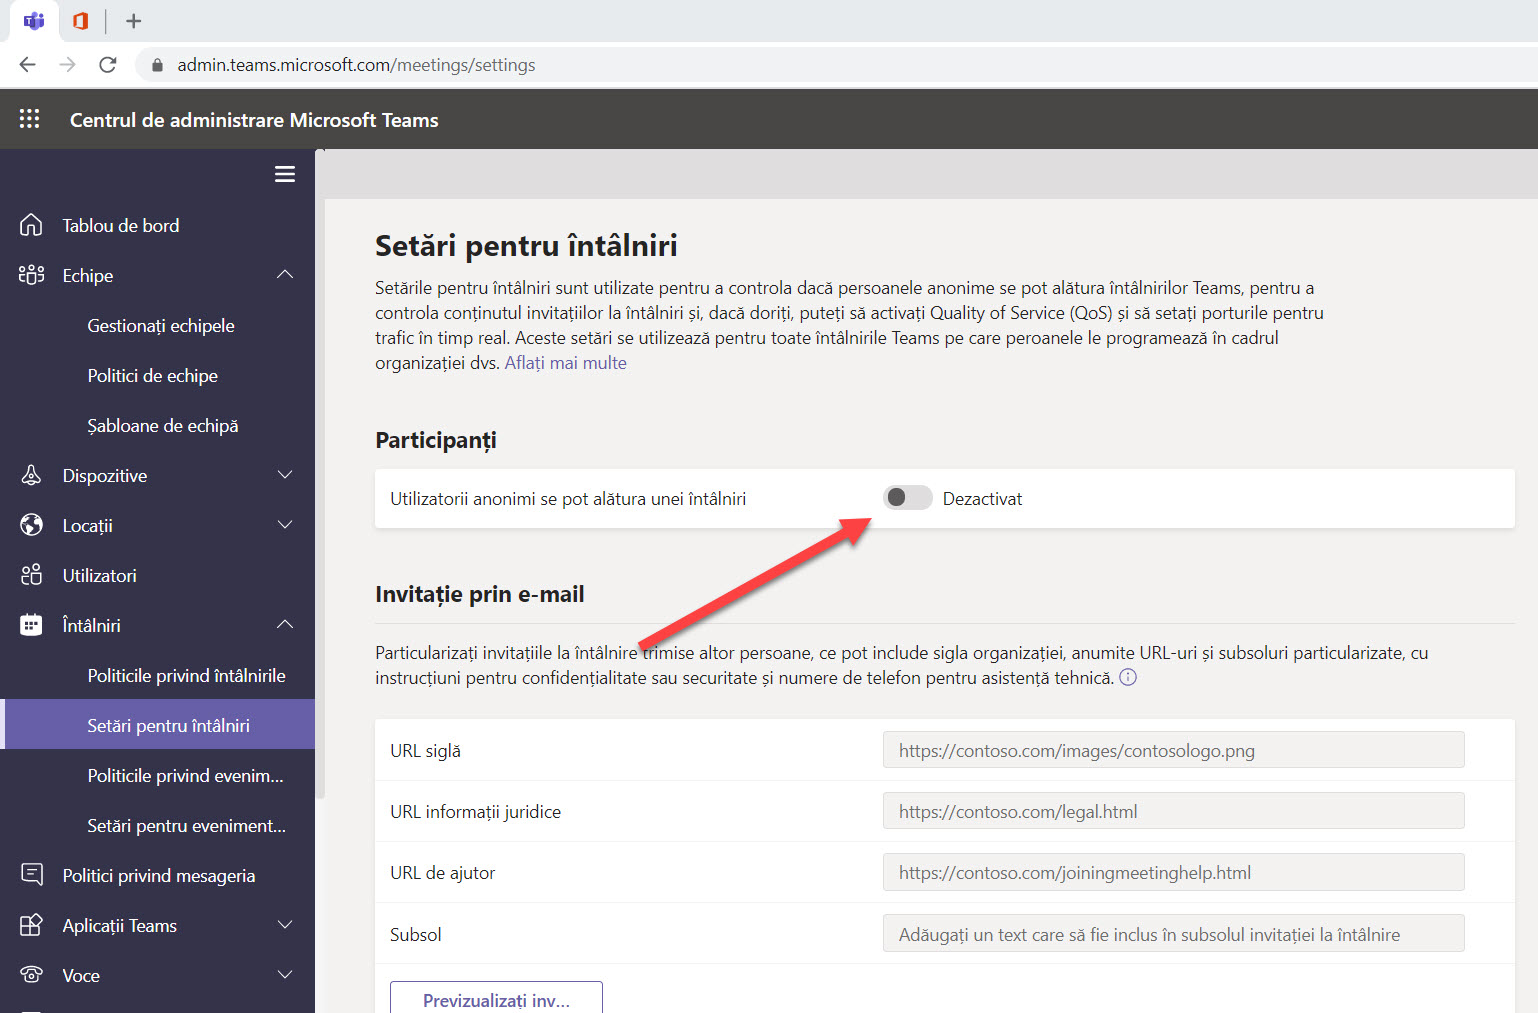 admin.teams.microsoft.com/meetings/settings
Centrul de administrare Microsoft Teams
Tablou de bord
Echipe
Gestionați echipele
Politici de echipe
Șabloane de echipă
Dispozitive
Locații
Utilizatori
Întâlniri
Politicile privind întâlnirile
Setări pentru întâlniri
Politicile privind evenim...
Setări pentru eveniment...
Politici privind mesageria
Aplicații Teams
Voce
Setări pentru întâlniri
Setările pentru întâlniri sunt utilizate pentru a controla dacă persoanele anonime se pot alătura întâlnirilor Teams, pentru a
controla conținutul invitațiilor la întâlniri și, dacă doriți, puteți să activați Quality of Service (QoS) și să setați porturile pentru
trafic în timp real. Aceste setări se utilizează pentru toate întâlnirile Teams pe care peroanele le programează în cadrul
organizației dvs. Aflați mai multe
Participanți
Utilizatorii anonimi se pot alătura unei întâlniri
Dezactivat
Invitație prin e-mail
Particularizați invitațiile la întâlnire trimise altor persoane, ce pot include sigla organizației, anumite URL-uri și subsoluri particularizate, cu
instrucțiuni pentru confidențialitate sau securitate și numere de telefon pentru asistență tehnică.
URL siglă
https://contoso.com/images/contosologo.png
URL informații juridice
https://contoso.com/legal.html
URL de ajutor
https://contoso.com/joiningmeetinghelp.html
Subsol
Adăugați un text care să fie inclus în subsolul invitației la întâlnire
Previzualizați inv...